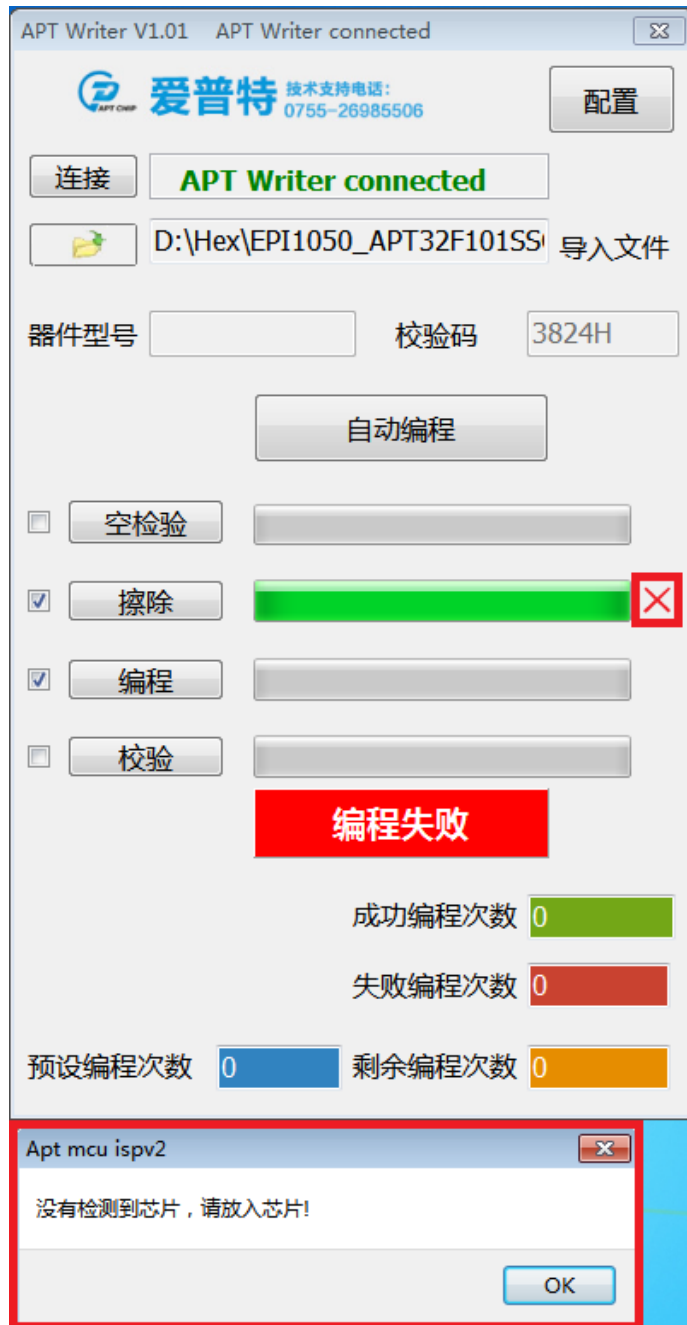 APT Writer V1.01 APT Writer connected
APT CHIP 爱普特 技术支持电话:
0755-26985506
配置
连接 APT Writer connected
D:\Hex\EPI1050_APT32F101SS 导入文件
器件型号 校验码 3824H
自动编程
空检验
擦除
编程
校验
编程失败
成功编程次数 0
失败编程次数 0
预设编程次数 0 剩余编程次数 0
Apt mcu ispv2
没有检测到芯片，请放入芯片!
OK